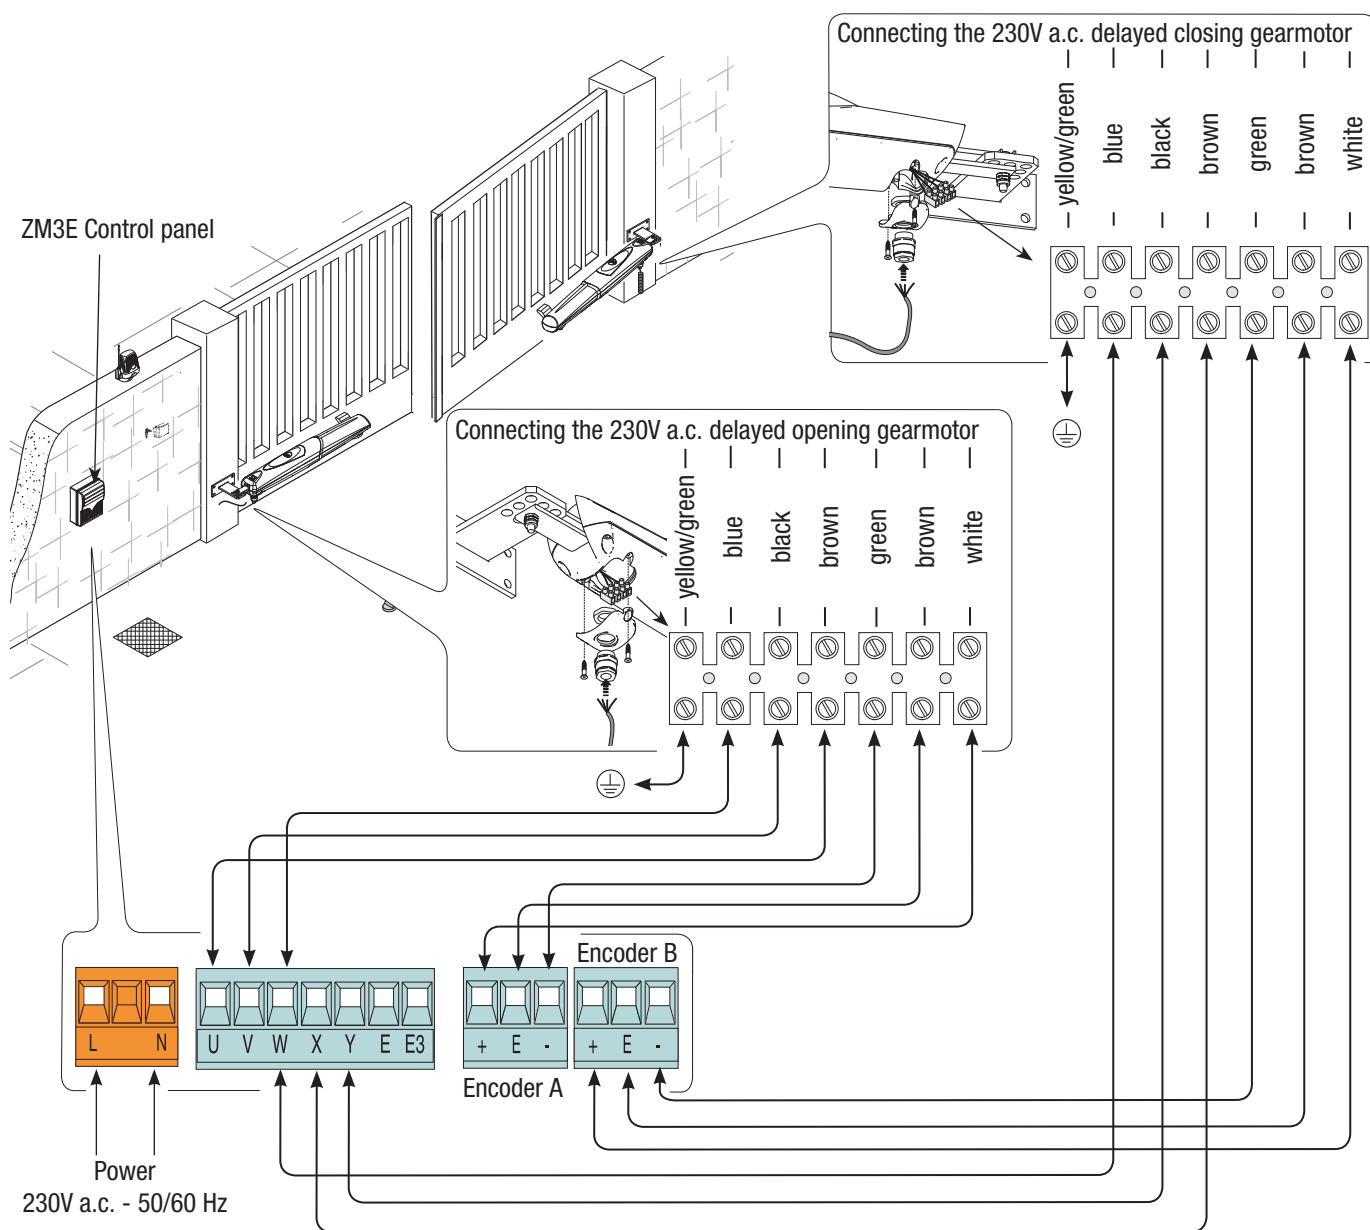 Connecting the 230V a.c. delayed closing gearmotor
yellow/green
blue
black
brown
green
brown
white
ZM3E Control panel
Connecting the 230V a.c. delayed opening gearmotor
yellow/green
blue
black
brown
green
brown
white
Encoder B
L N
U V W X Y E E3
+ E -
+ E -
Encoder A
Power
230V a.c. - 50/60 Hz